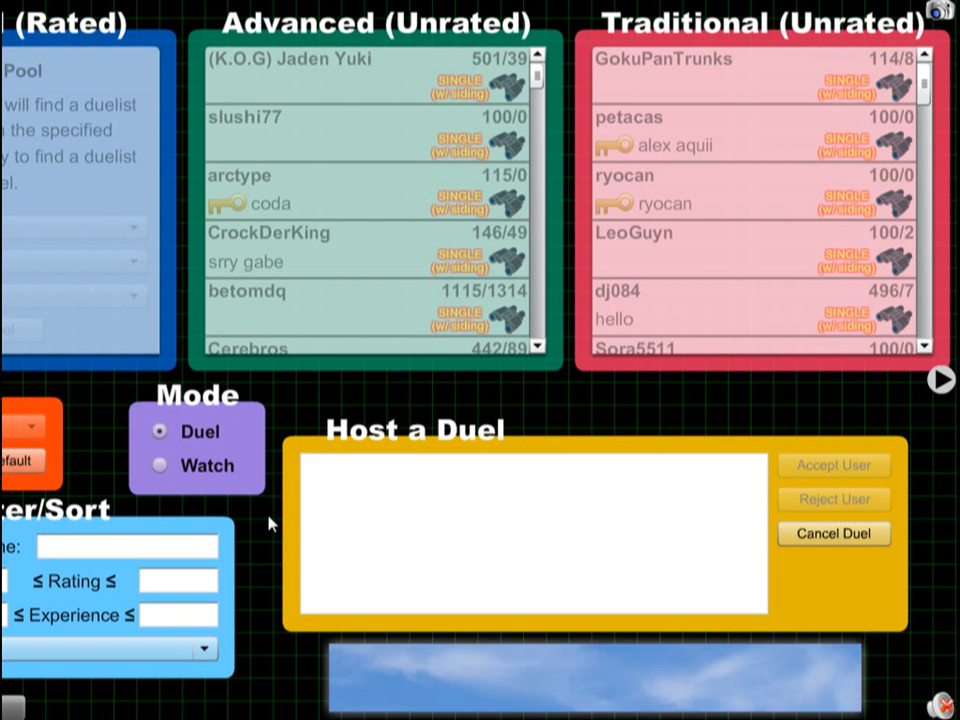 (Rated)
Pool
will find a duelist
the specified
y to find a duelist
el.
Advanced (Unrated)
(K.O.G) Jaden Yuki 501/39
SINGLE
(w/siding)
slushi77 100/0
SINGLE
(w/siding)
arctype 115/0
coda SINGLE
(w/siding)
CrockDerKing 146/49
srry gabe SINGLE
(w/siding)
betomdq 1115/1314
SINGLE
(w/siding)
Cerebros 442/89
Traditional (Unrated)
GokuPanTrunks 114/8
SINGLE
(w/siding)
petacas 100/0
alex aquii SINGLE
(w/siding)
ryocan 100/0
ryocan SINGLE
(w/siding)
LeoGuyn 100/2
SINGLE
(w/siding)
dj084 496/7
hello SINGLE
(w/siding)
Sora5511 100/0
efault
Mode
Duel
Watch
Host a Duel
Accept User
Reject User
Cancel Duel
ter/Sort
ne:
≤ Rating ≤
≤ Experience ≤